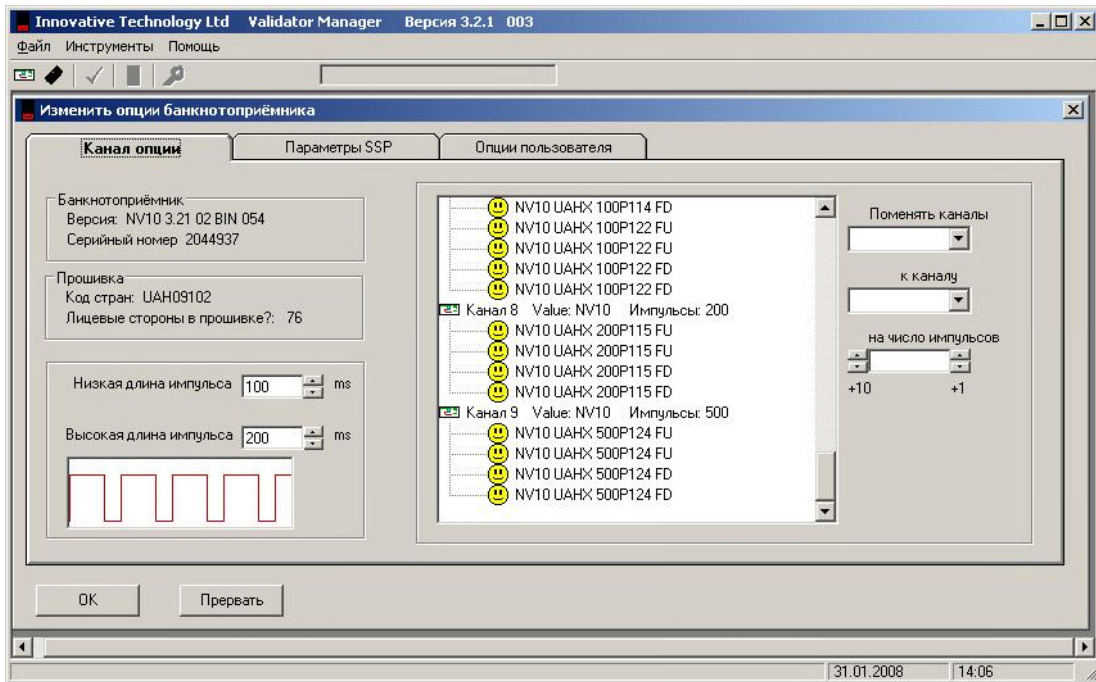 Innovative Technology Ltd Validator Manager Версия 3.2.1 003
Файл Инструменты Помощь
Изменить опции банкнотоприёмника
Канал опции Параметры SSP Опции пользователя
Банкнотоприёмник
Версия: NV10 3.21 02 BIN 054
Серийный номер 2044937
Прошивка
Код стран: UAH09102
Лицевые стороны в прошивке?: 76
Низкая длина импульса 100 ms
Высокая длина импульса 200 ms
NV10 UAHX 100P114 FD
NV10 UAHX 100P122 FU
NV10 UAHX 100P122 FU
NV10 UAHX 100P122 FD
NV10 UAHX 100P122 FD
Канал 8 Value: NV10 Импульсы: 200
NV10 UAHX 200P115 FU
NV10 UAHX 200P115 FU
NV10 UAHX 200P115 FD
NV10 UAHX 200P115 FD
Канал 9 Value: NV10 Импульсы: 500
NV10 UAHX 500P124 FU
NV10 UAHX 500P124 FU
NV10 UAHX 500P124 FD
NV10 UAHX 500P124 FD
Поменять каналы
к каналу
на число импульсов
+10 +1
OK Прервать
31.01.2008 14:06